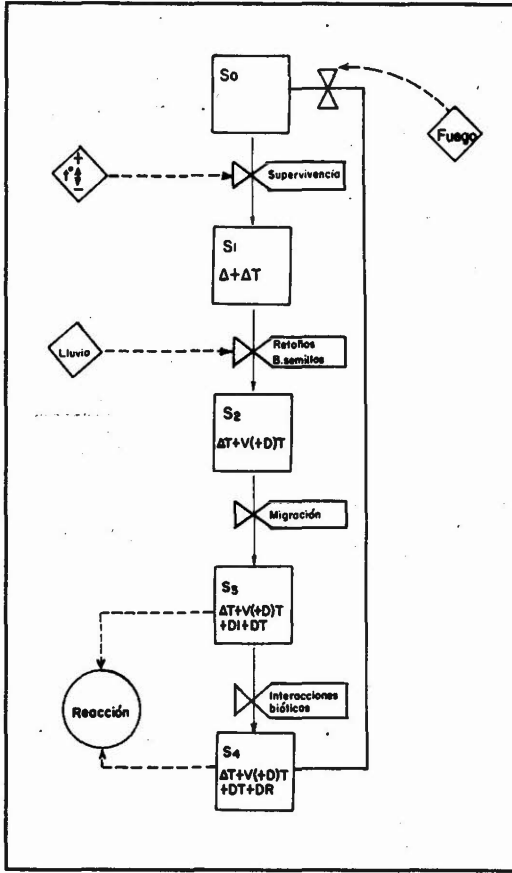 So
Fuego
+
t°
−
Supervivencia
S1
Δ+ΔT
Lluvia
Retoños
B.semillas
S2
ΔT+V(+D)T
Migración
S3
ΔT+V(+D)T
+DI+DT
Reacción
Interacciones
bióticas
S4
ΔT+V(+D)T
+DT+DR